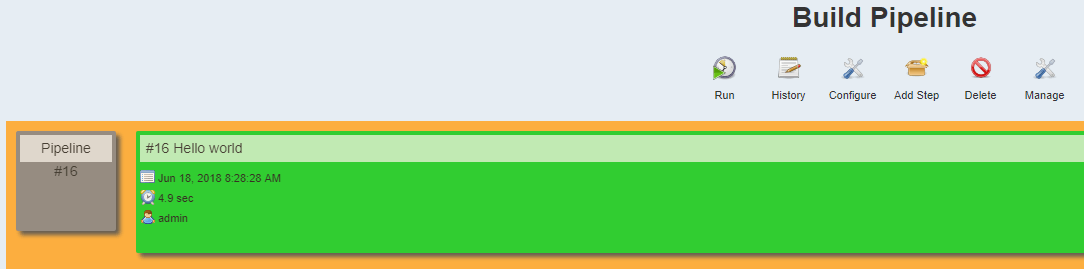 Build Pipeline
Run History Configure Add Step Delete Manage
Pipeline
#16
#16 Hello world
Jun 18, 2018 8:28:28 AM
4.9 sec
admin